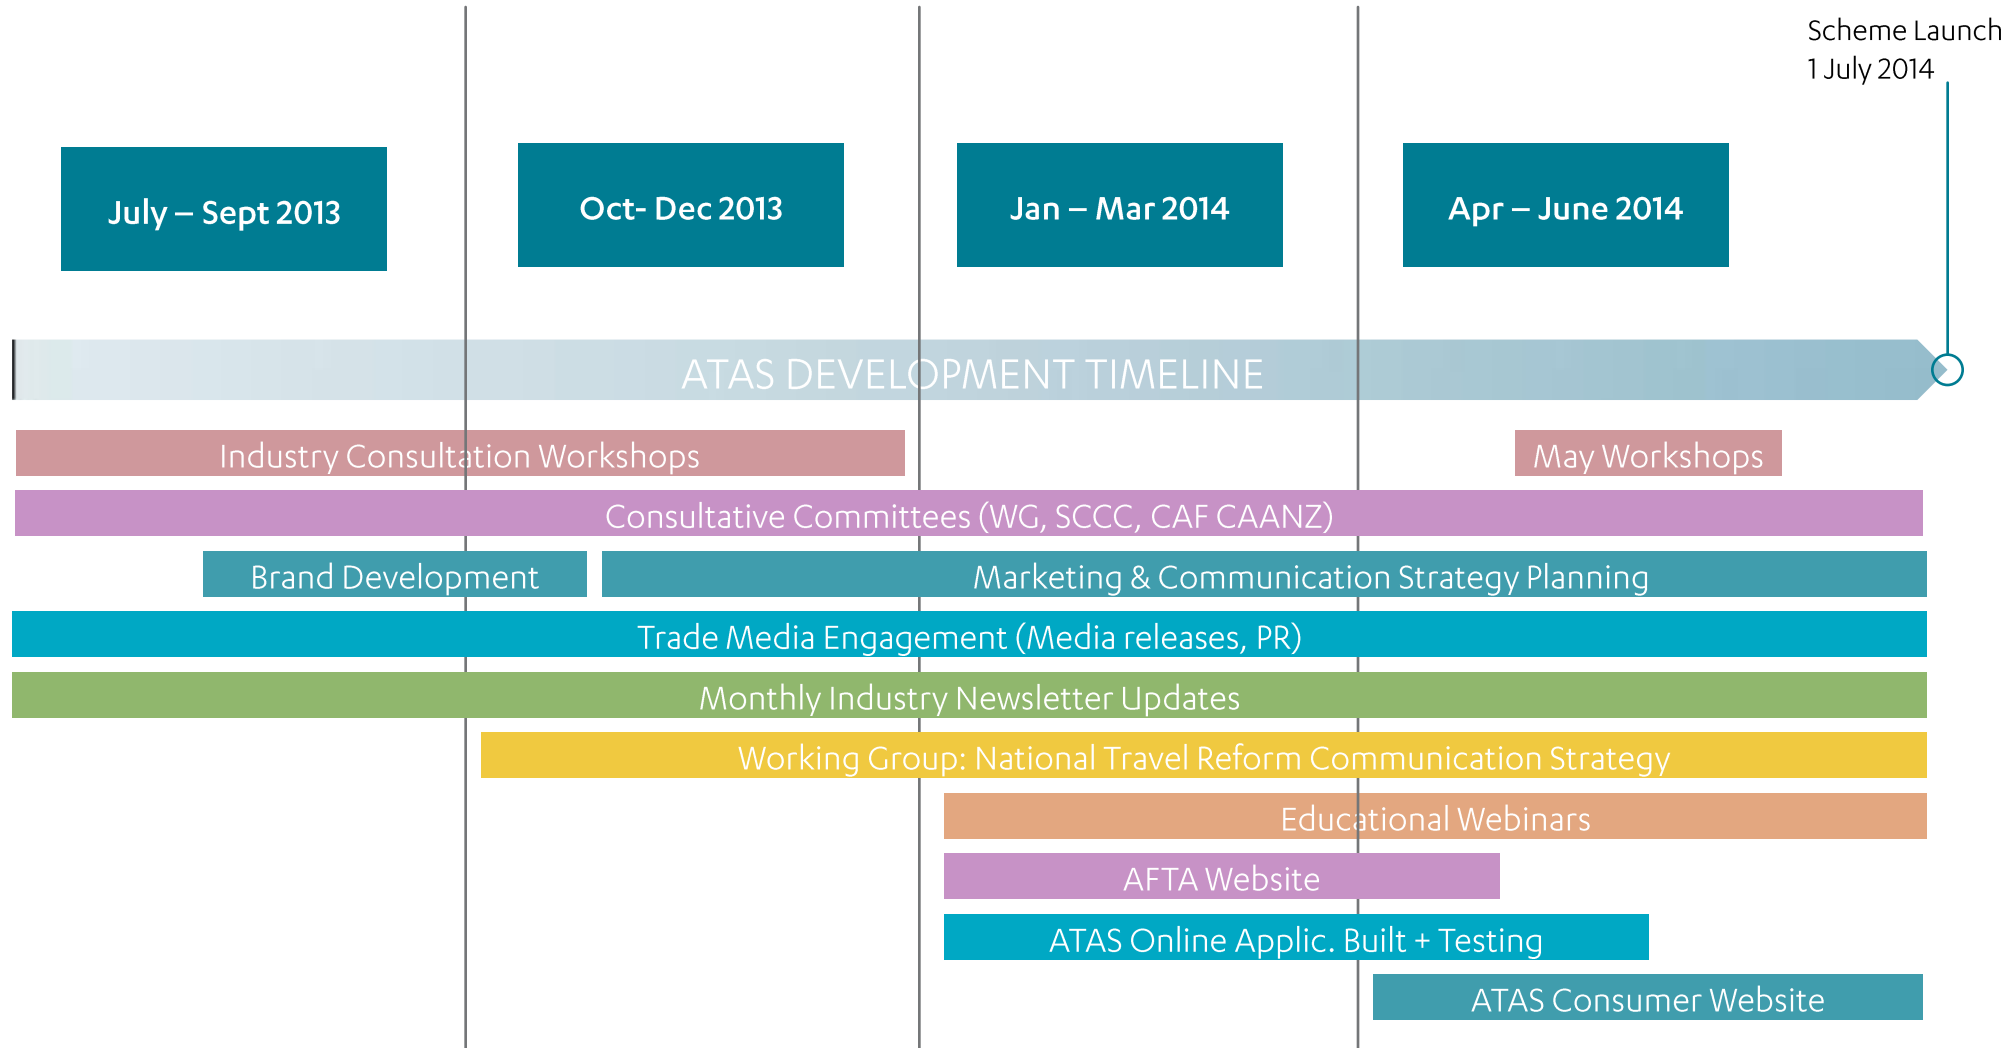 Scheme Launch
1 July 2014
July – Sept 2013
Oct- Dec 2013
Jan – Mar 2014
Apr – June 2014
ATAS DEVELOPMENT TIMELINE
Industry Consultation Workshops
May Workshops
Consultative Committees (WG, SCCC, CAF CAANZ)
Brand Development
Marketing & Communication Strategy Planning
Trade Media Engagement (Media releases, PR)
Monthly Industry Newsletter Updates
Working Group: National Travel Reform Communication Strategy
Educational Webinars
AFTA Website
ATAS Online Applic. Built + Testing
ATAS Consumer Website